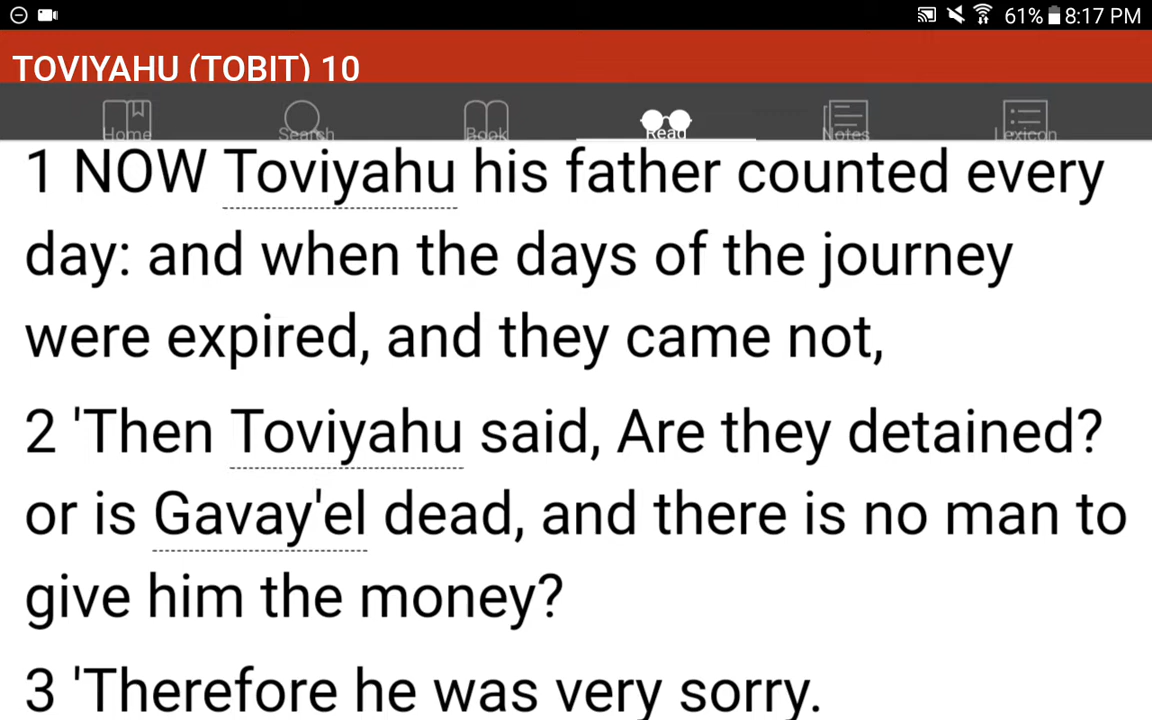 61% 8:17 PM
TOVIYAHU (TOBIT) 10
Home Search Book Read Notes Lexicon
1 NOW Toviyahu his father counted every
day: and when the days of the journey
were expired, and they came not,
2 'Then Toviyahu said, Are they detained?
or is Gavay'el dead, and there is no man to
give him the money?
3 'Therefore he was very sorry.